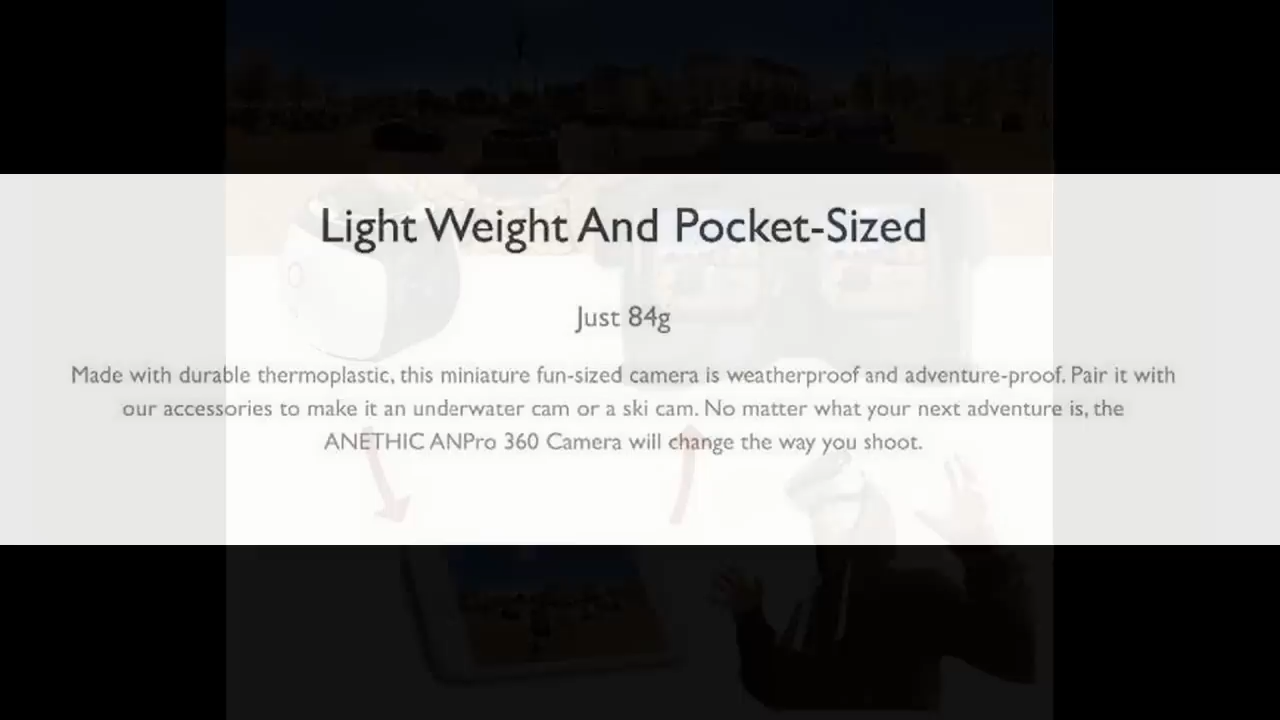 Light Weight And Pocket-Sized
Just 84g
Made with durable thermoplastic, this miniature fun-sized camera is weatherproof and adventure-proof. Pair it with
our accessories to make it an underwater cam or a ski cam. No matter what your next adventure is, the
ANETHIC ANPro 360 Camera will change the way you shoot.